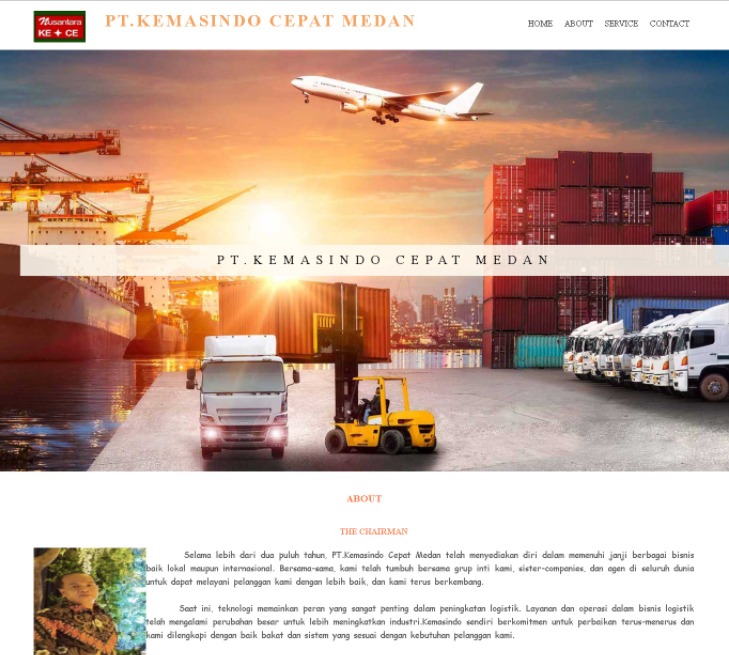 Nusantara
KE CE
PT.KEMASINDO CEPAT MEDAN
HOME ABOUT SERVICE CONTACT
PT.KEMASINDO CEPAT MEDAN
ABOUT
THE CHAIRMAN
Selama lebih dari dua puluh tahun, PT.Kemasindo Cepat Medan telah menyediakan diri dalam memenuhi janji berbagai bisnis
baik lokal maupun internasional. Bersama-sama, kami telah tumbuh bersama grup inti kami, sister-companies, dan agen di seluruh dunia
untuk dapat melayani pelanggan kami dengan lebih baik, dan kami terus berkembang.
Saat ini, teknologi memainkan peran yang sangat penting dalam peningkatan logistik. Layanan dan operasi dalam bisnis logistik
telah mengalami perubahan besar untuk lebih meningkatkan industri.Kemasindo sendiri berkomitmen untuk perbaikan terus-menerus dan
kami dilengkapi dengan baik bakat dan sistem yang sesuai dengan kebutuhan pelanggan kami.